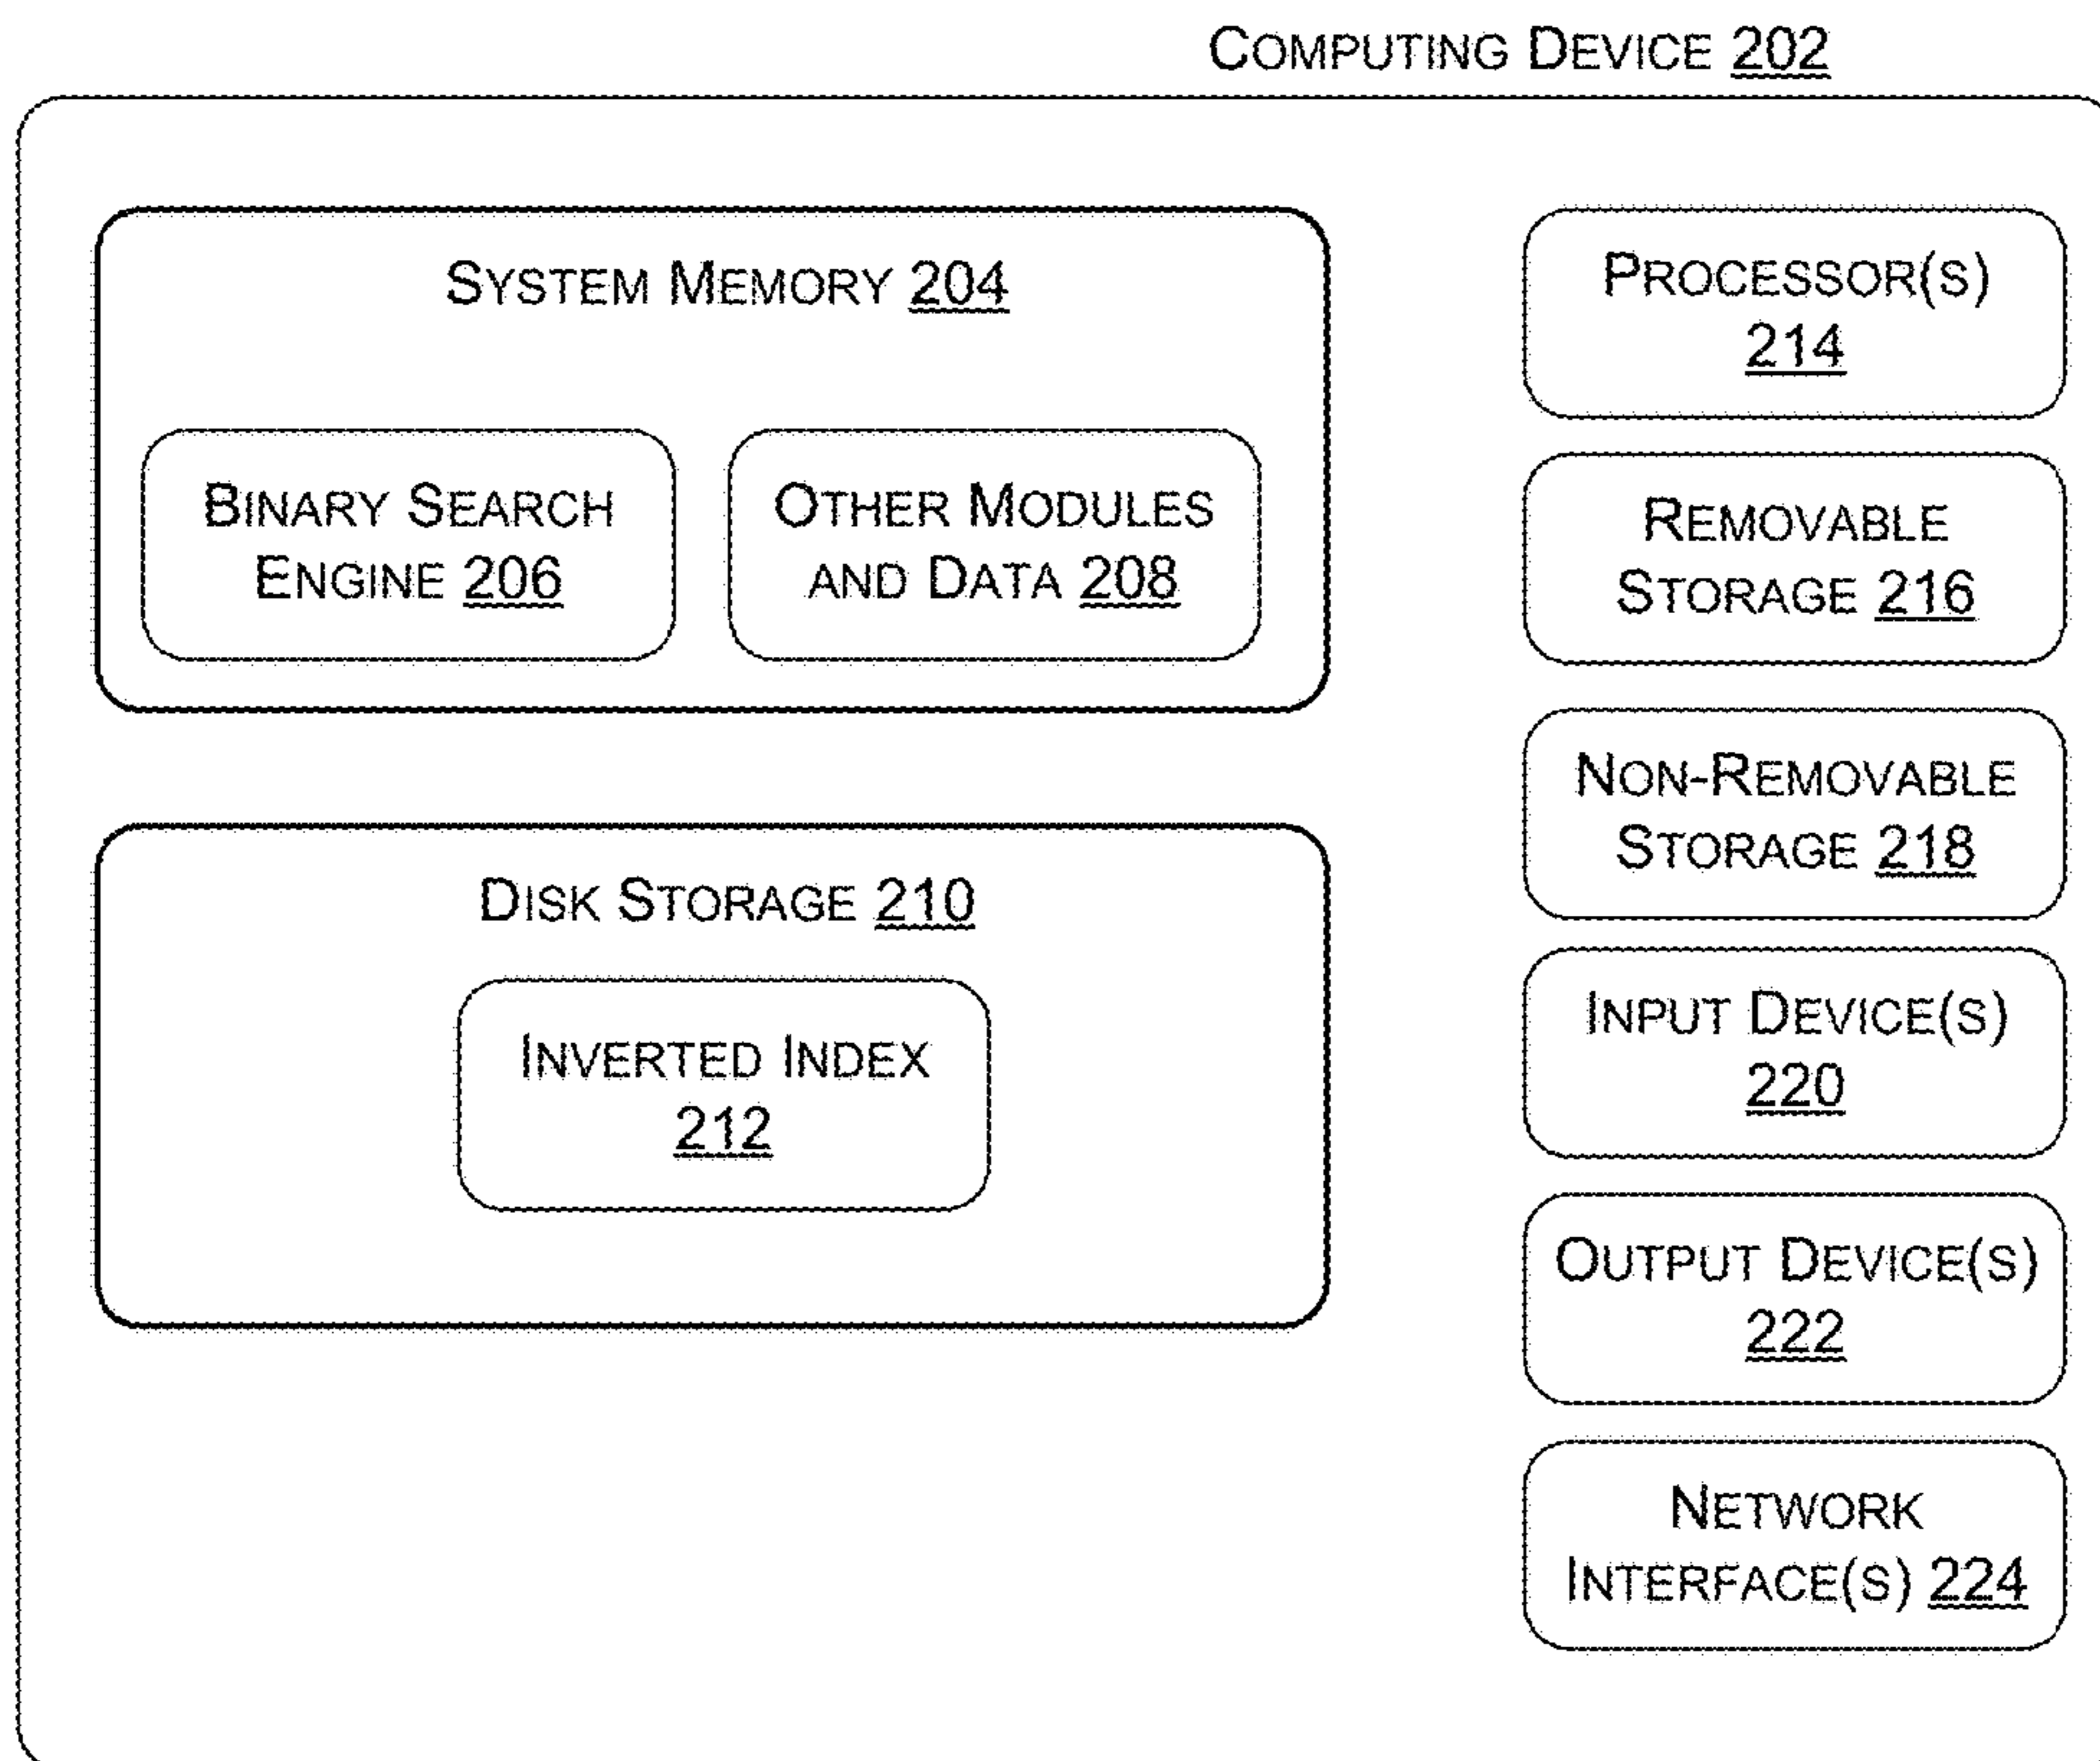 COMPUTING DEVICE 202
SYSTEM MEMORY 204
BINARY SEARCH
ENGINE 206
OTHER MODULES
AND DATA 208
DISK STORAGE 210
INVERTED INDEX
212
PROCESSOR(S)
214
REMOVABLE
STORAGE 216
NON-REMOVABLE
STORAGE 218
INPUT DEVICE(S)
220
OUTPUT DEVICE(S)
222
NETWORK
INTERFACE(S) 224